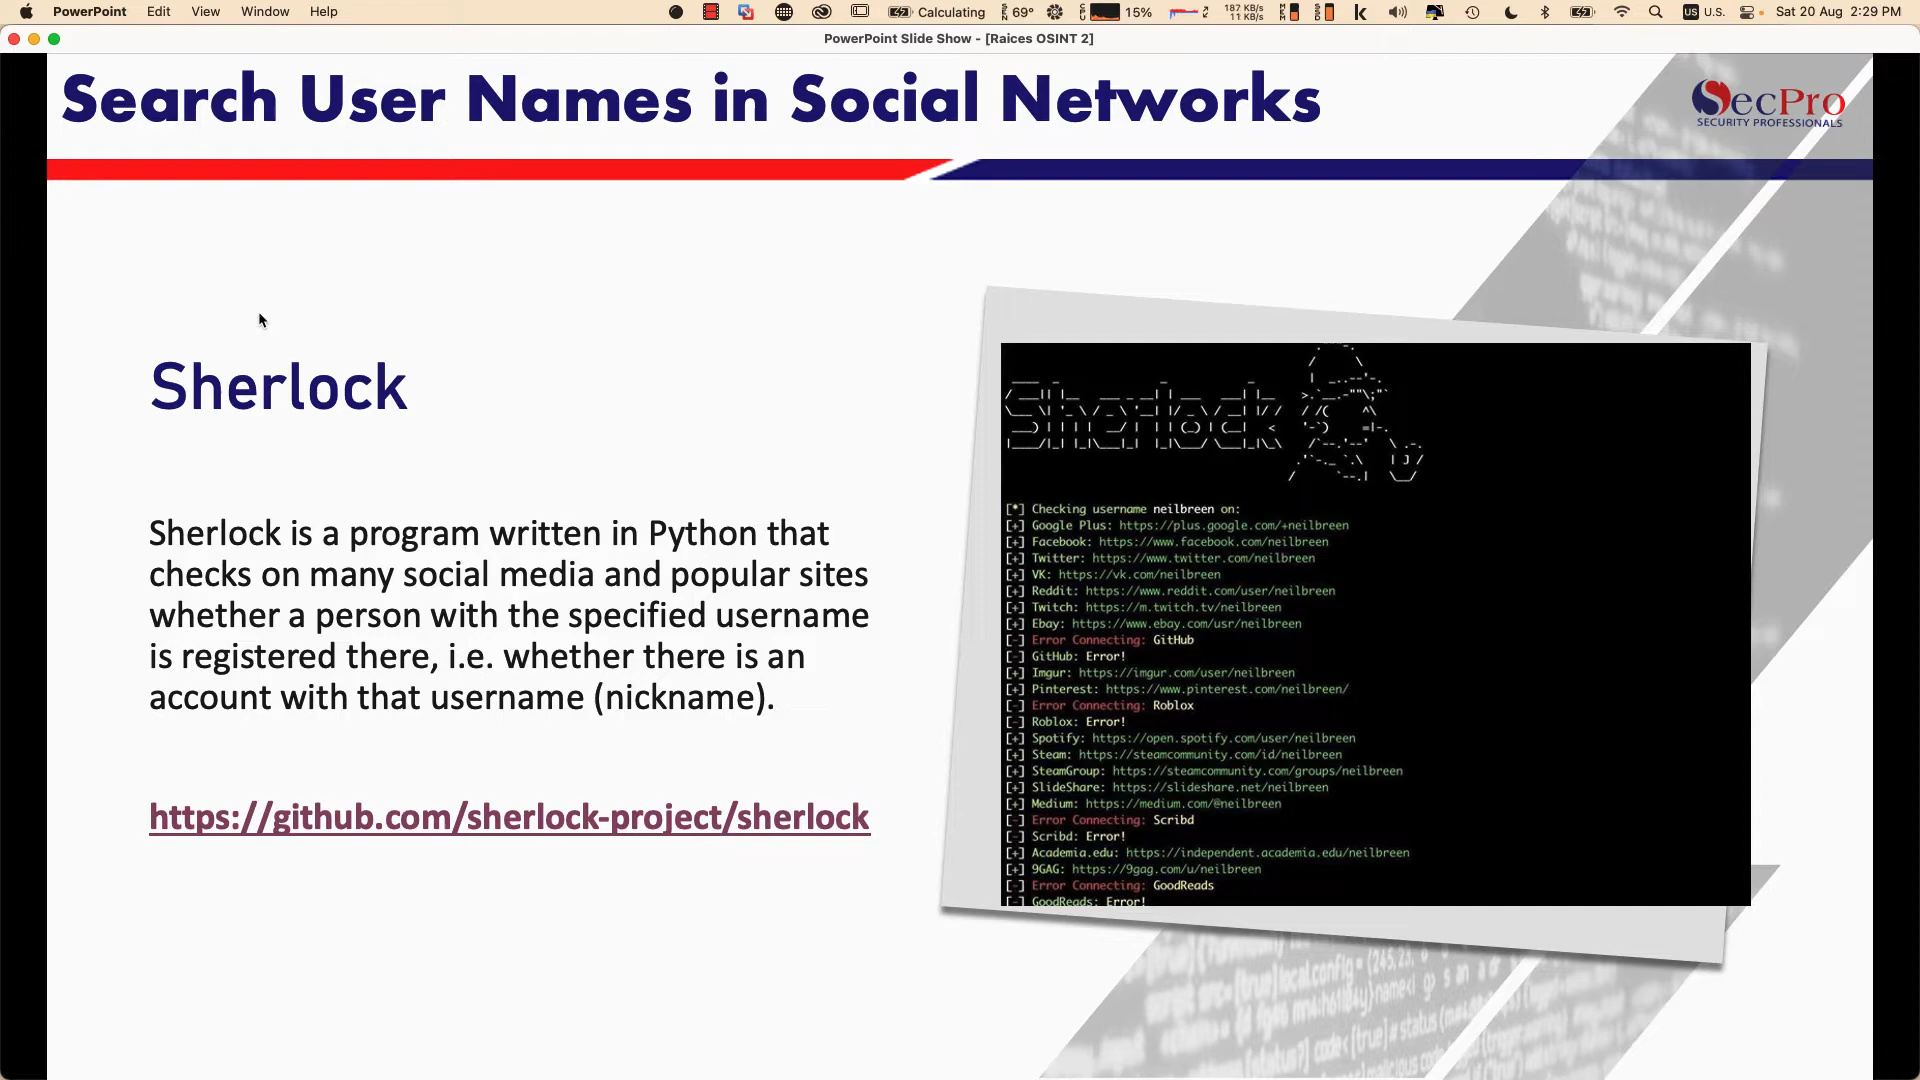 PowerPoint Edit View Window Help Calculating 69° 15% 187 KB/s 11 KB/s US U.S. Sat 20 Aug 2:29 PM
PowerPoint Slide Show - [Raices OSINT 2]
Search User Names in Social Networks
SecPro
SECURITY PROFESSIONALS
Sherlock
Sherlock is a program written in Python that
checks on many social media and popular sites
whether a person with the specified username
is registered there, i.e. whether there is an
account with that username (nickname).
https://github.com/sherlock-project/sherlock
Sherlock
[*] Checking username neilbreen on:
[+] Google Plus: https://plus.google.com/+neilbreen
[+] Facebook: https://www.facebook.com/neilbreen
[+] Twitter: https://www.twitter.com/neilbreen
[+] VK: https://vk.com/neilbreen
[+] Reddit: https://www.reddit.com/user/neilbreen
[+] Twitch: https://m.twitch.tv/neilbreen
[+] Ebay: https://www.ebay.com/usr/neilbreen
[-] Error Connecting: GitHub
[-] GitHub: Error!
[+] Imgur: https://imgur.com/user/neilbreen
[+] Pinterest: https://www.pinterest.com/neilbreen/
[-] Error Connecting: Roblox
[-] Roblox: Error!
[+] Spotify: https://open.spotify.com/user/neilbreen
[+] Steam: https://steamcommunity.com/id/neilbreen
[+] SteamGroup: https://steamcommunity.com/groups/neilbreen
[+] SlideShare: https://slideshare.net/neilbreen
[+] Medium: https://medium.com/@neilbreen
[-] Error Connecting: Scribd
[-] Scribd: Error!
[+] Academia.edu: https://independent.academia.edu/neilbreen
[+] 9GAG: https://9gag.com/u/neilbreen
[-] Error Connecting: GoodReads
[-] GoodReads: Error!